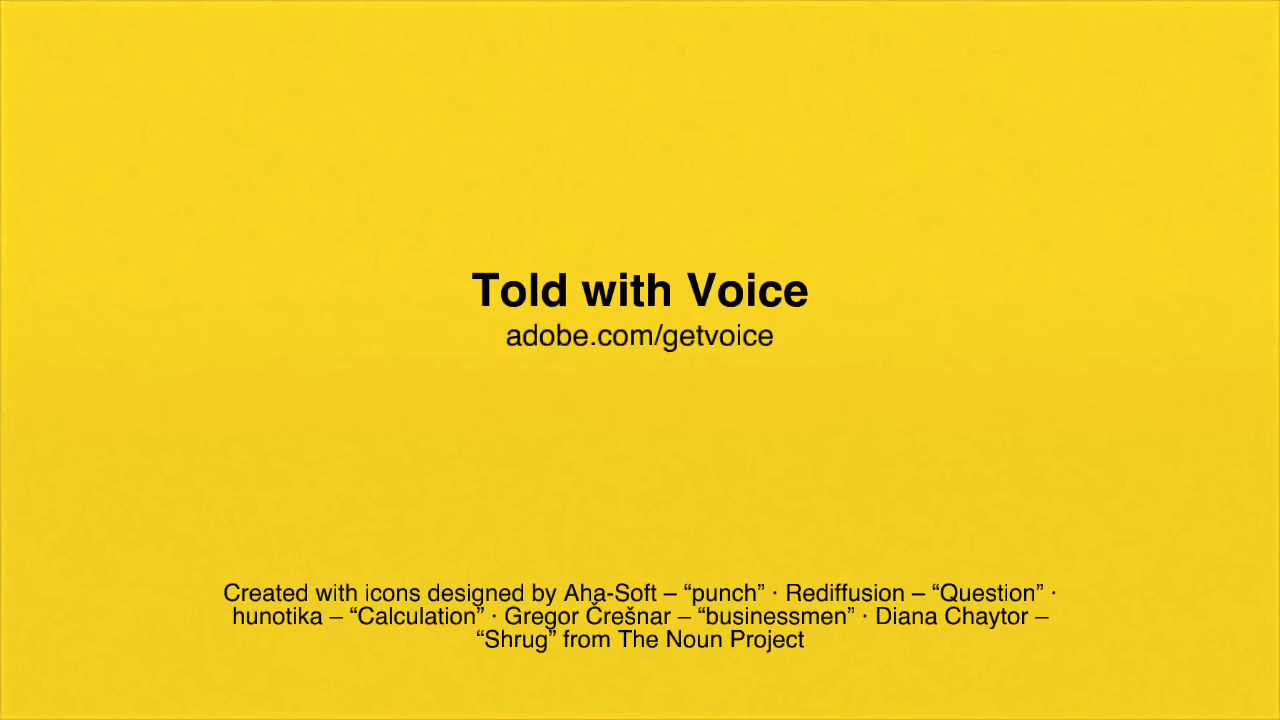 Told with Voice
adobe.com/getvoice
Created with icons designed by Aha-Soft – “punch” · Rediffusion – “Question” ·
hunotika – “Calculation” · Gregor Črešnar – “businessmen” · Diana Chaytor –
“Shrug” from The Noun Project